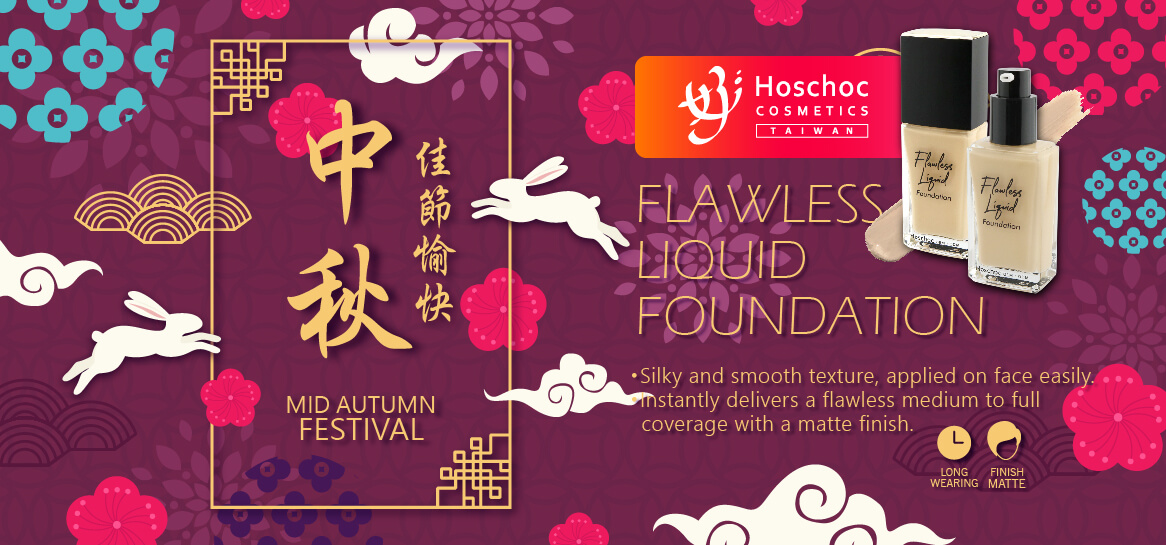 中秋
佳節愉快
MID AUTUMN
FESTIVAL
Hoschoc
COSMETICS
TAIWAN
FLAWLESS
LIQUID
FOUNDATION
Flawless
Liquid
Foundation
Flawless
Liquid
Foundation
Hoschoc
•Silky and smooth texture, applied on face easily.
•Instantly delivers a flawless medium to full
coverage with a matte finish.
LONG
WEARING
FINISH
MATTE